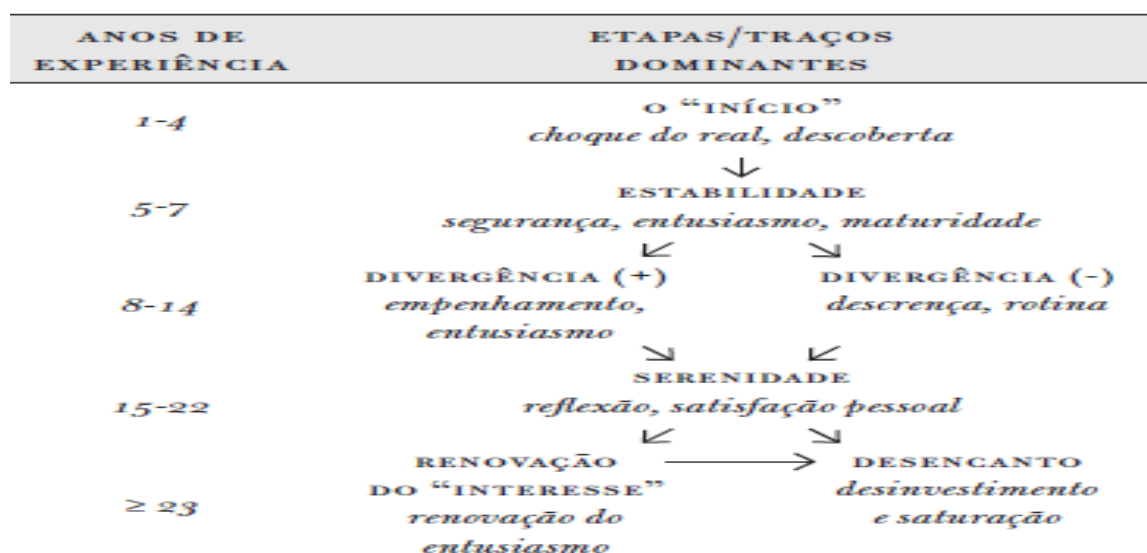 ANOS DE EXPERIÊNCIA
ETAPAS/TRAÇOS DOMINANTES
1-4
O “INÍCIO”
choque do real, descoberta
5-7
ESTABILIDADE
segurança, entusiasmo, maturidade
8-14
DIVERGÊNCIA (+)
empenhamento,
entusiasmo
DIVERGÊNCIA (-)
descrença, rotina
15-22
SERENIDADE
reflexão, satisfação pessoal
≥ 23
RENOVAÇÃO
DO “INTERESSE”
renovação do
entusiasmo
DESENCANTO
desinvestimento
e saturação